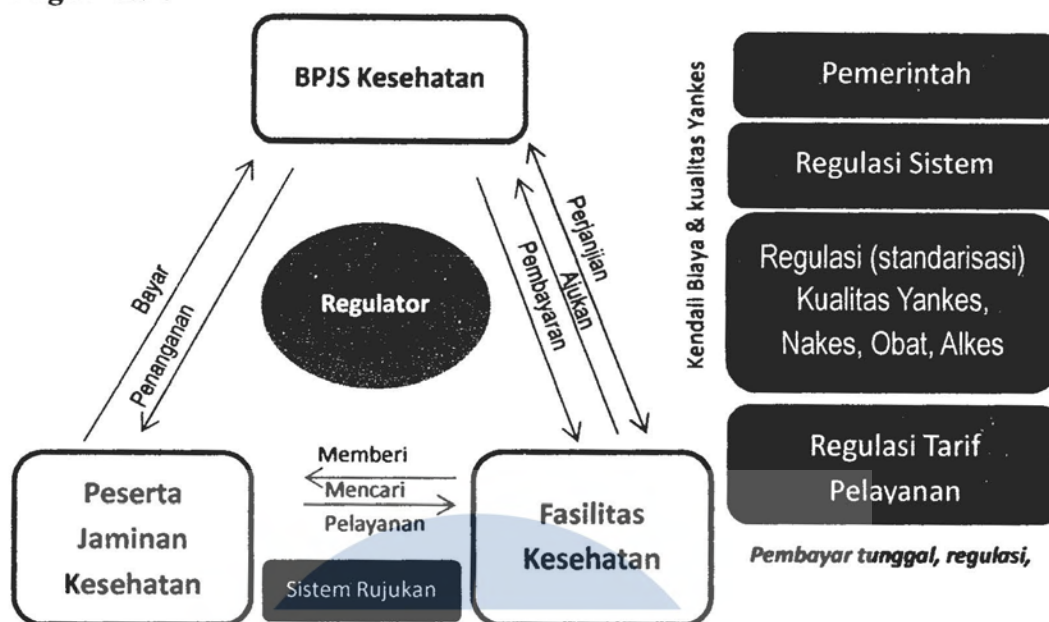 BPJS Kesehatan
Bayar
Penanganan
Regulator
Pembayaran
Ajukan
Perjanjian
Peserta
Jaminan
Kesehatan
Memberi
Mencari
Pelayanan
Sistem Rujukan
Fasilitas
Kesehatan
Kendali Biaya & kualitas Yankes
Pemerintah
Regulasi Sistem
Regulasi (standarisasi)
Kualitas Yankes,
Nakes, Obat, Alkes
Regulasi Tarif
Pelayanan
Pembayar tunggal, regulasi,